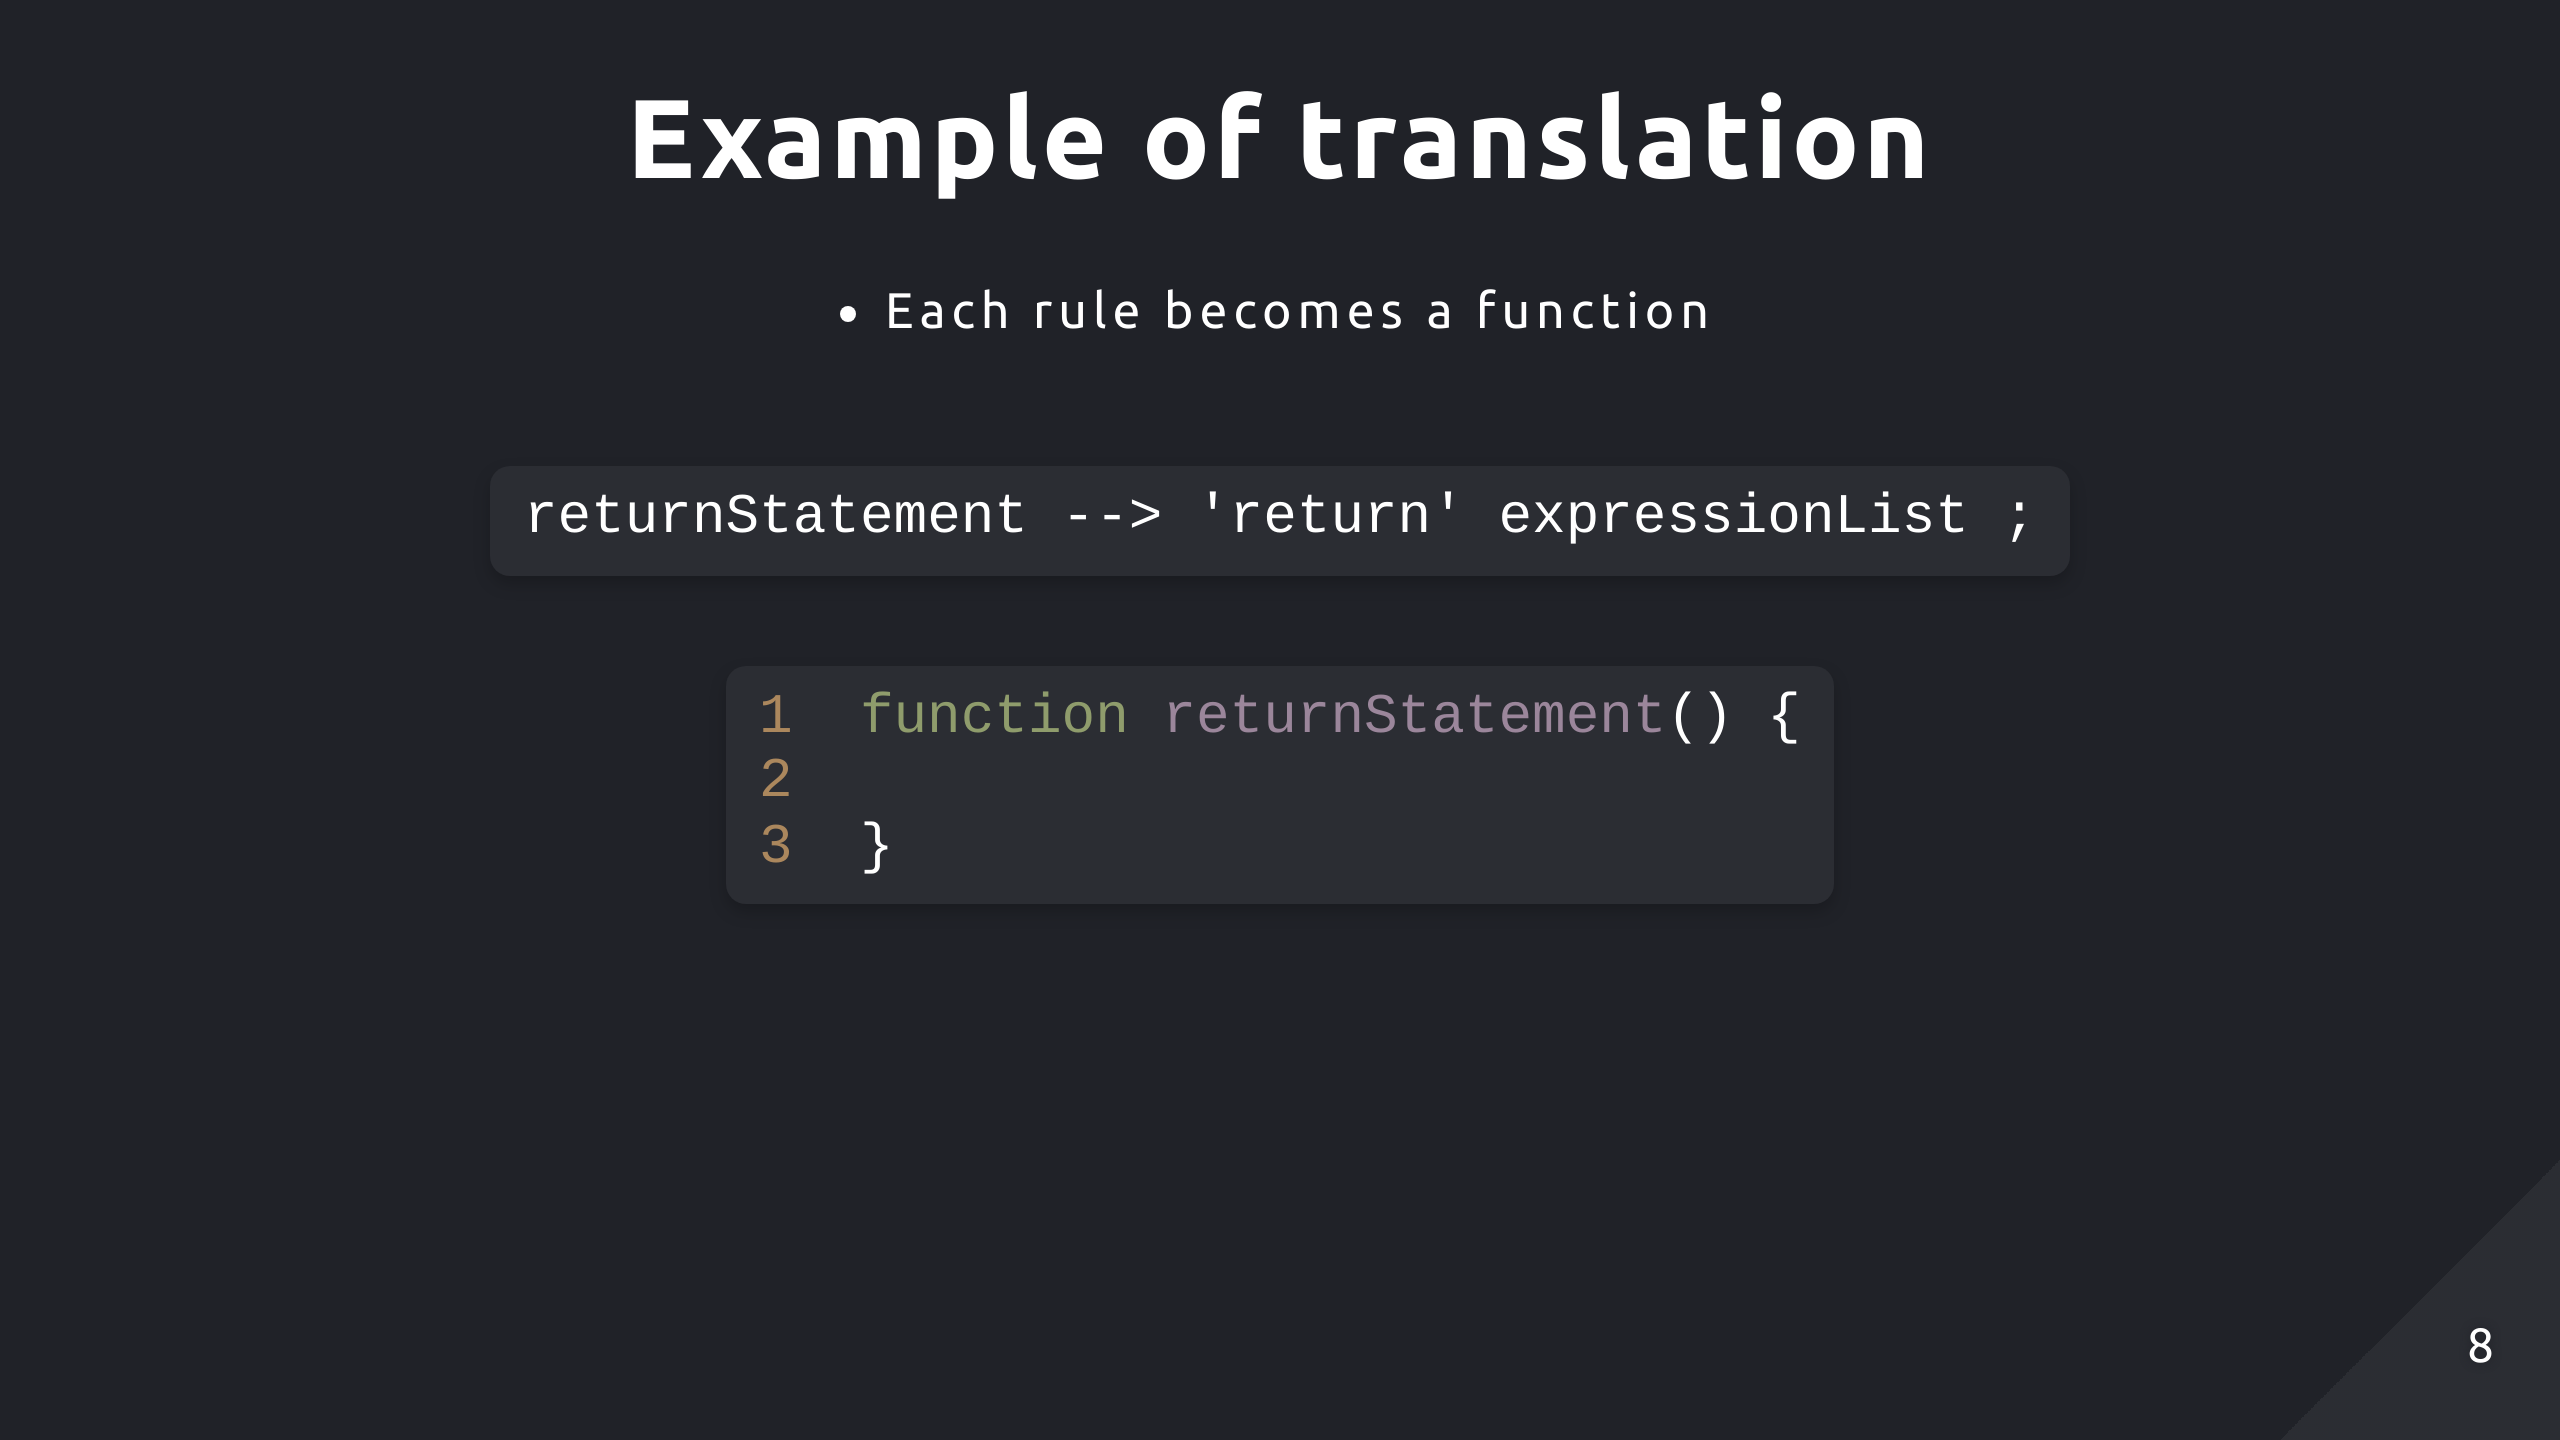 Example of translation
• Each rule becomes a function
returnStatement --> 'return' expressionList ;
1 function returnStatement() {
2
3 }
8